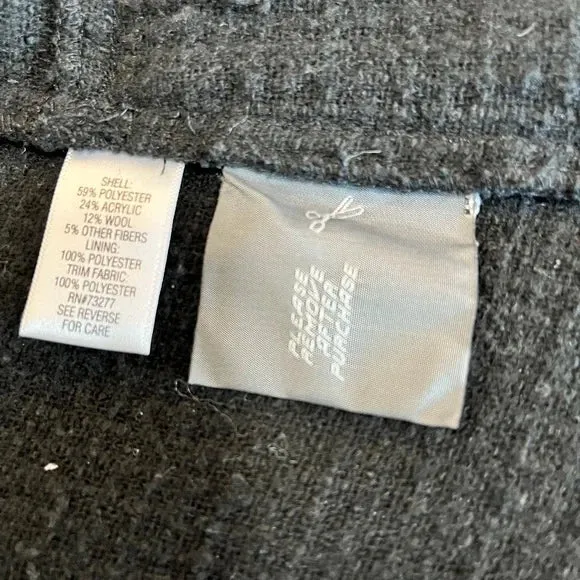 SHELL:
59% POLYESTER
24% ACRYLIC
12% WOOL
5% OTHER FIBERS
LINING:
100% POLYESTER
TRIM FABRIC:
100% POLYESTER
RN#73277
SEE REVERSE
FOR CARE
PLEASE
REMOVE
AFTER
PURCHASE